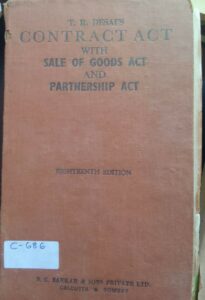 T. R. DESAI'S
CONTRACT ACT
WITH
SALE OF GOODS ACT
AND
PARTNERSHIP ACT
EIGHTEENTH EDITION
C-686
S. C. SARKAR & SONS PRIVATE LTD.
CALCUTTA BOMBAY